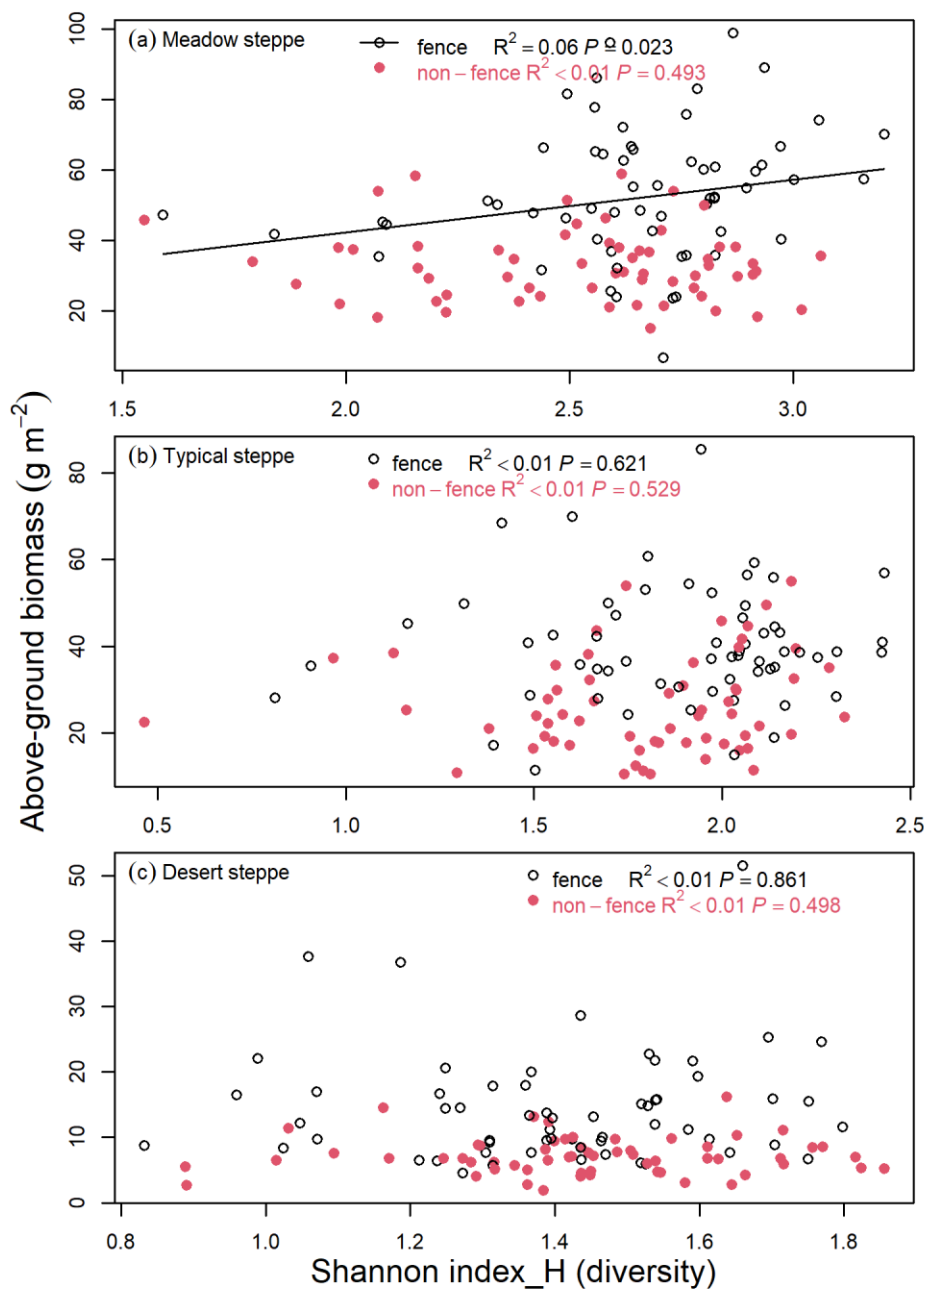 Above-ground biomass (g m⁻²)
(a) Meadow steppe
fence R² = 0.06 P = 0.023
non−fence R² < 0.01 P = 0.493
20 40 60 80 100
1.5 2.0 2.5 3.0
(b) Typical steppe
fence R² < 0.01 P = 0.621
non−fence R² < 0.01 P = 0.529
20 40 60 80
0.5 1.0 1.5 2.0 2.5
(c) Desert steppe
fence R² < 0.01 P = 0.861
non−fence R² < 0.01 P = 0.498
0 10 20 30 40 50
0.8 1.0 1.2 1.4 1.6 1.8
Shannon index_H (diversity)